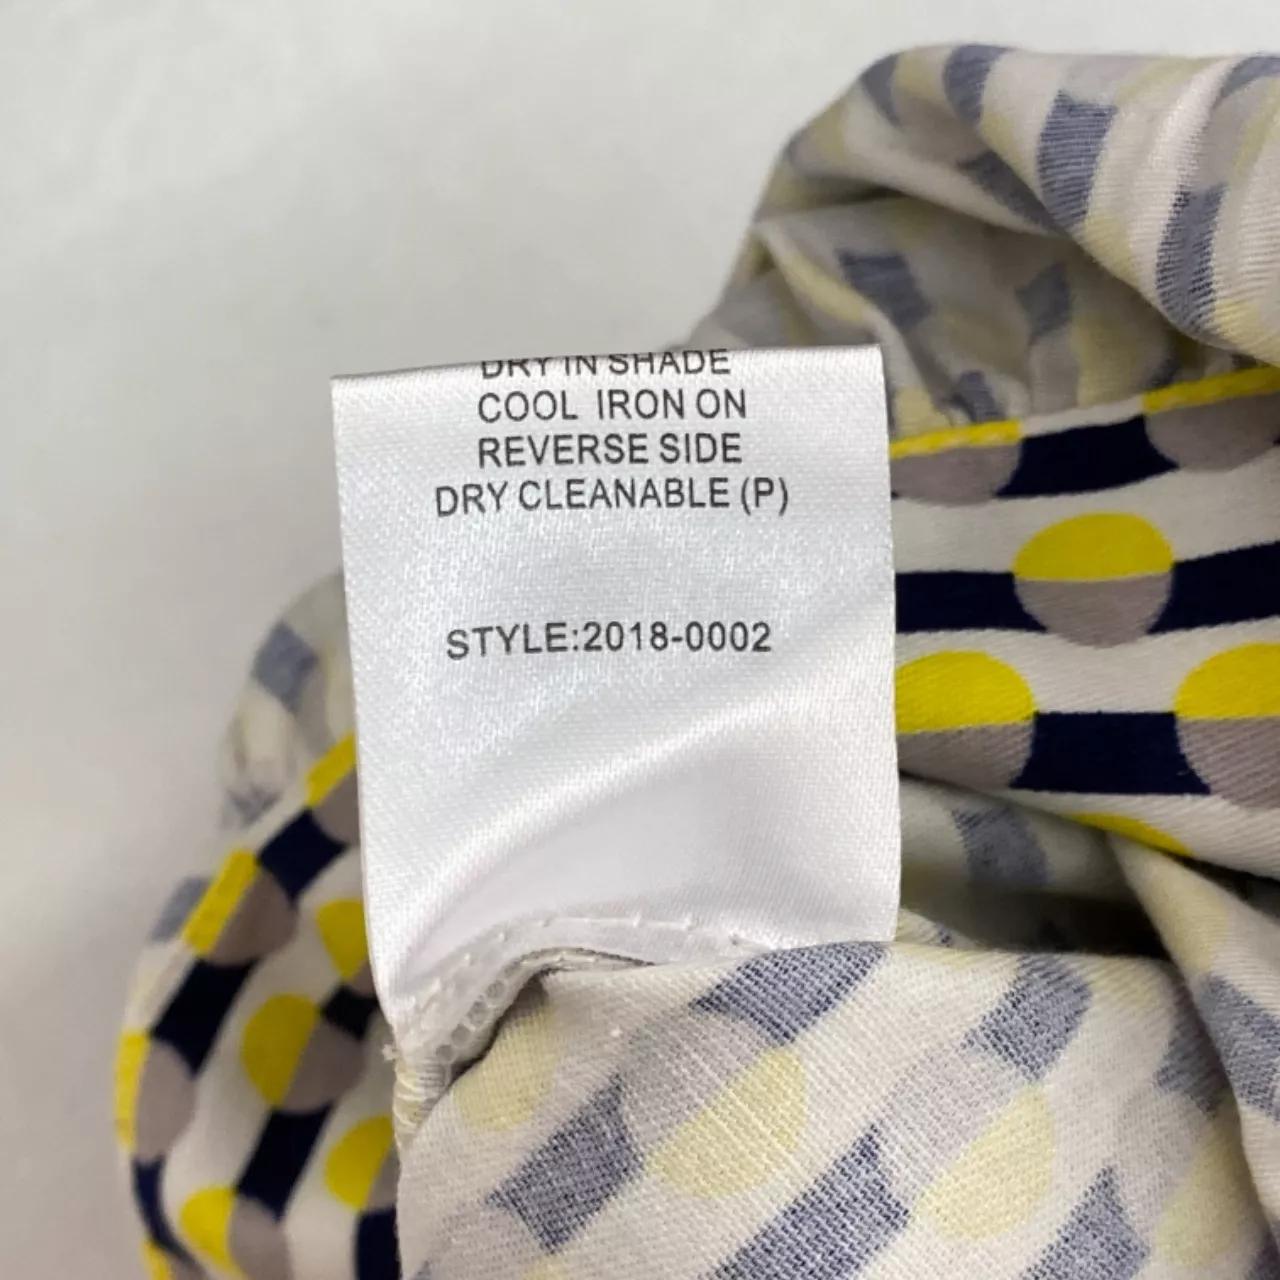 DRY IN SHADE
COOL IRON ON
REVERSE SIDE
DRY CLEANABLE (P)
STYLE:2018-0002